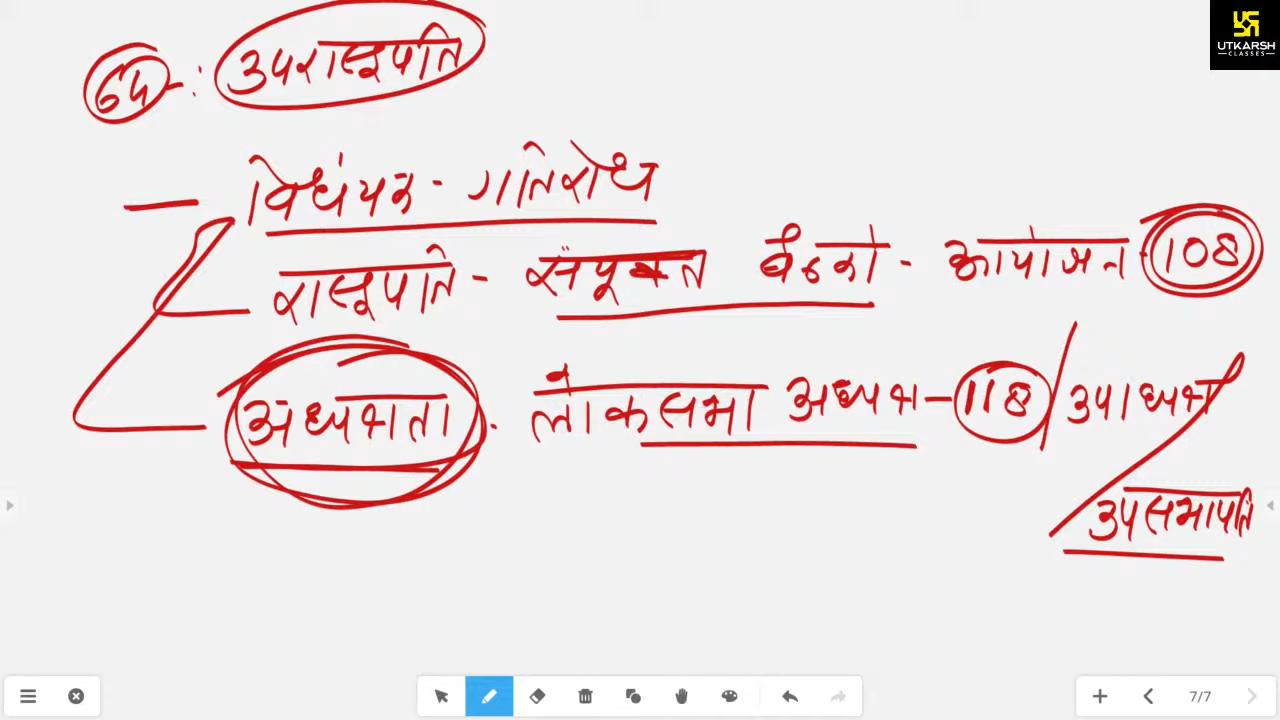 UTKARSH
CLASSES
64 - : उपराष्ट्रपति
विधेयक - गतिरोध
राष्ट्रपति - संयुक्त बैठकों - आयोजन - 108
अध्यक्षता - लोकसभा अध्यक्ष - 118 / उपाध्यक्ष
/ उपसभापति
7/7